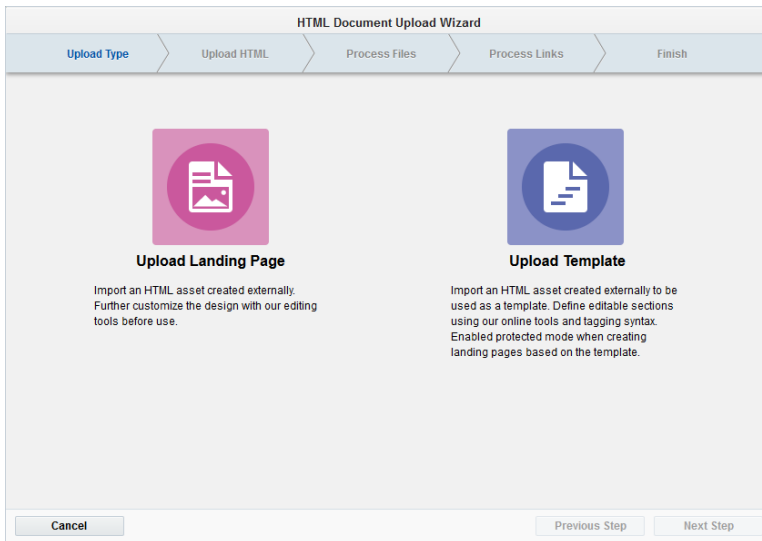 HTML Document Upload Wizard
Upload Type
Upload HTML
Process Files
Process Links
Finish
Upload Landing Page
Import an HTML asset created externally.
Further customize the design with our editing
tools before use.
Upload Template
Import an HTML asset created externally to be
used as a template. Define editable sections
using our online tools and tagging syntax.
Enabled protected mode when creating
landing pages based on the template.
Cancel
Previous Step
Next Step